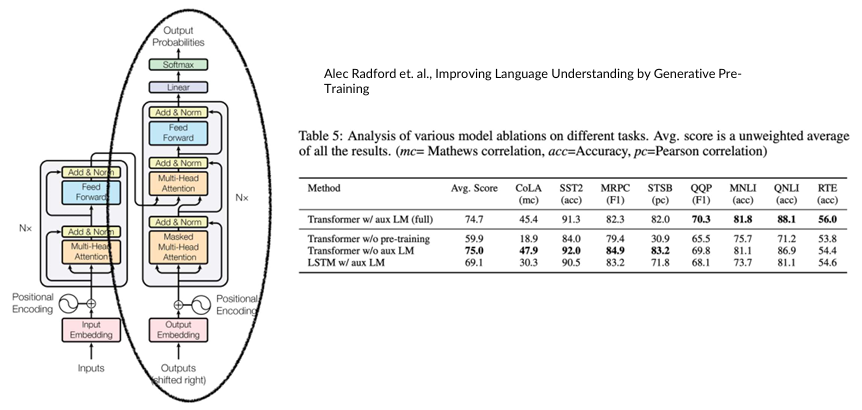 Output
Probabilities
Softmax
Linear
Add & Norm
Feed
Forward
Add & Norm
Multi-Head
Attention
Add & Norm
Masked
Multi-Head
Attention
Nx
Positional
Encoding
Output
Embedding
Outputs
(shifted right)
Add & Norm
Feed
Forward
Add & Norm
Multi-Head
Attention
Nx
Positional
Encoding
Input
Embedding
Inputs
Alec Radford et. al., Improving Language Understanding by Generative Pre-
Training
Table 5: Analysis of various model ablations on different tasks. Avg. score is a unweighted average
of all the results. (mc= Mathews correlation, acc=Accuracy, pc=Pearson correlation)
Method Avg. Score CoLA SST2 MRPC STSB QQP MNLI QNLI RTE
(mc) (acc) (F1) (pc) (F1) (acc) (acc) (acc)
Transformer w/ aux LM (full) 74.7 45.4 91.3 82.3 82.0 70.3 81.8 88.1 56.0
Transformer w/o pre-training 59.9 18.9 84.0 79.4 30.9 65.5 75.7 71.2 53.8
Transformer w/o aux LM 75.0 47.9 92.0 84.9 83.2 69.8 81.1 86.9 54.4
LSTM w/ aux LM 69.1 30.3 90.5 83.2 71.8 68.1 73.7 81.1 54.6